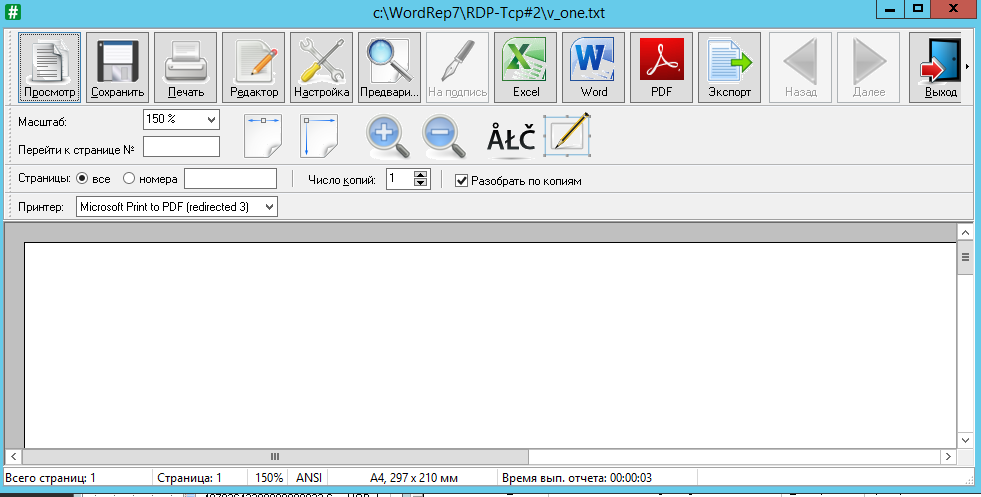 c:\WordRep7\RDP-Tcp#2\v_one.txt
Просмотр Сохранить Печать Редактор Настройка Предвари... На подпись Excel Word PDF Экспорт Назад Далее Выход
Масштаб: 150 %
ÅŁČ
Перейти к странице №
Страницы: все номера Число копий: 1 Разобрать по копиям
Принтер: Microsoft Print to PDF (redirected 3)
Всего страниц: 1 Страница: 1 150% ANSI A4, 297 x 210 мм Время вып. отчета: 00:00:03